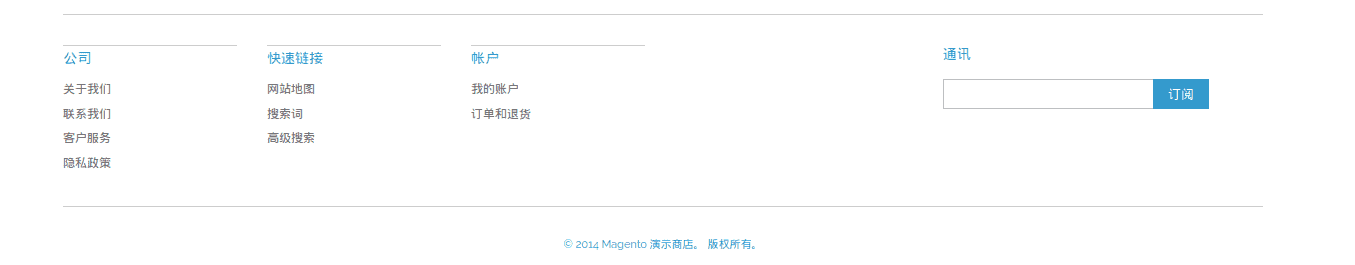 公司
关于我们
联系我们
客户服务
隐私政策
快速链接
网站地图
搜索词
高级搜索
帐户
我的账户
订单和退货
通讯
订阅
© 2014 Magento 演示商店。 版权所有。